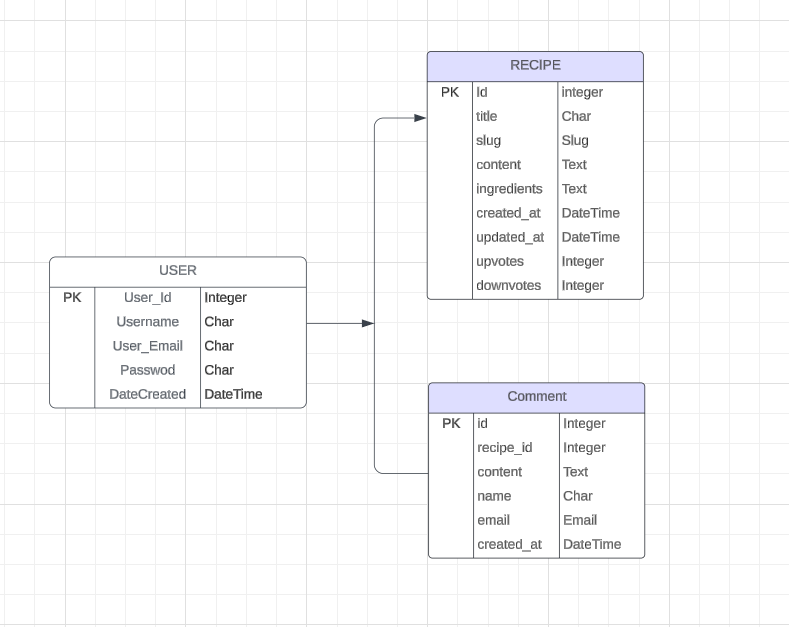 RECIPE
PK Id integer
title Char
slug Slug
content Text
ingredients Text
created_at DateTime
updated_at DateTime
upvotes Integer
downvotes Integer
USER
PK User_Id Integer
Username Char
User_Email Char
Passwod Char
DateCreated DateTime
Comment
PK id Integer
recipe_id Integer
content Text
name Char
email Email
created_at DateTime